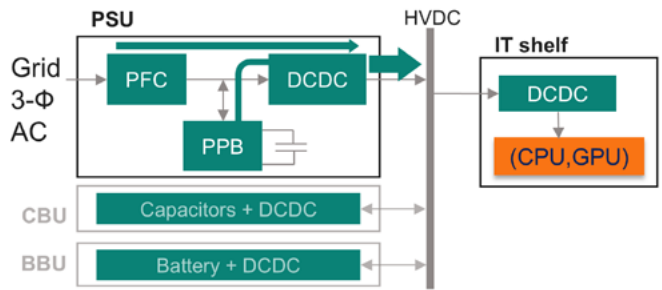 PSU
HVDC
IT shelf
Grid
3-Φ
AC
PFC
DCDC
PPB
DCDC
(CPU,GPU)
CBU
Capacitors + DCDC
BBU
Battery + DCDC